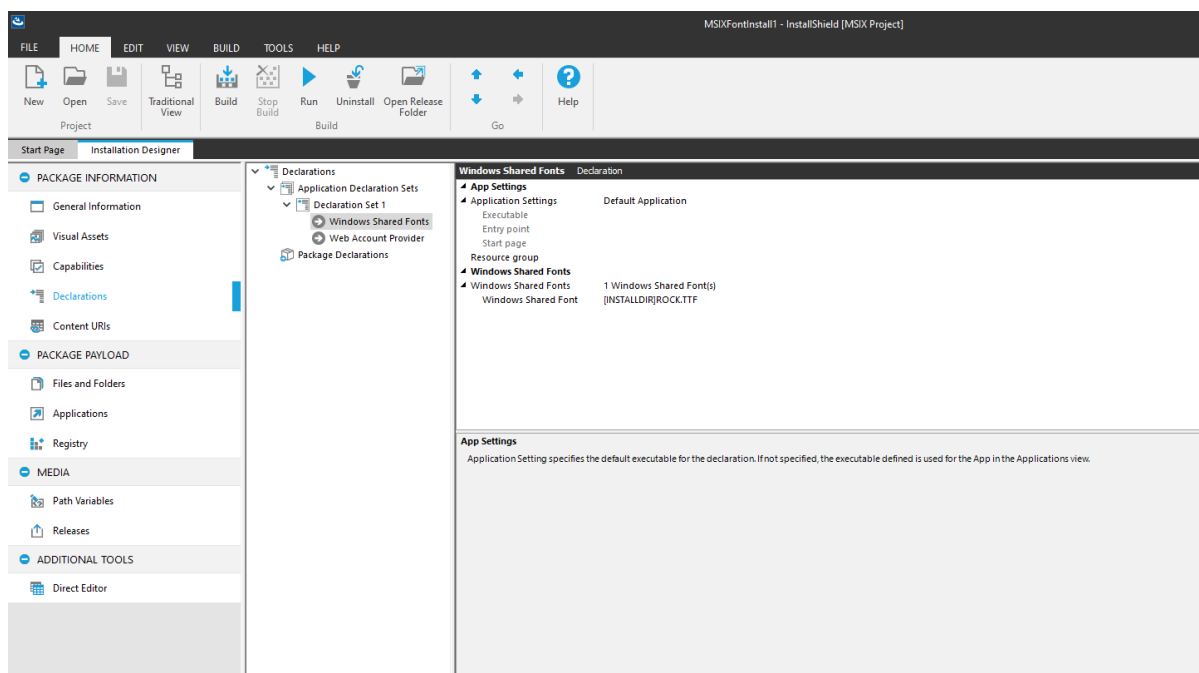 MSIXFontInstall1 - InstallShield [MSIX Project]
FILE HOME EDIT VIEW BUILD TOOLS HELP
New Open Save Traditional View Build Stop Build Run Uninstall Open Release Folder Help
Project Build Go
Start Page Installation Designer
PACKAGE INFORMATION
General Information
Visual Assets
Capabilities
Declarations
Content URIs
PACKAGE PAYLOAD
Files and Folders
Applications
Registry
MEDIA
Path Variables
Releases
ADDITIONAL TOOLS
Direct Editor
Declarations
Application Declaration Sets
Declaration Set 1
Windows Shared Fonts
Web Account Provider
Package Declarations
Windows Shared Fonts Declaration
App Settings
Application Settings Default Application
Executable
Entry point
Start page
Resource group
Windows Shared Fonts
Windows Shared Fonts 1 Windows Shared Font(s)
Windows Shared Font [INSTALLDIR]ROCK.TTF
App Settings
Application Setting specifies the default executable for the declaration. If not specified, the executable defined is used for the App in the Applications view.